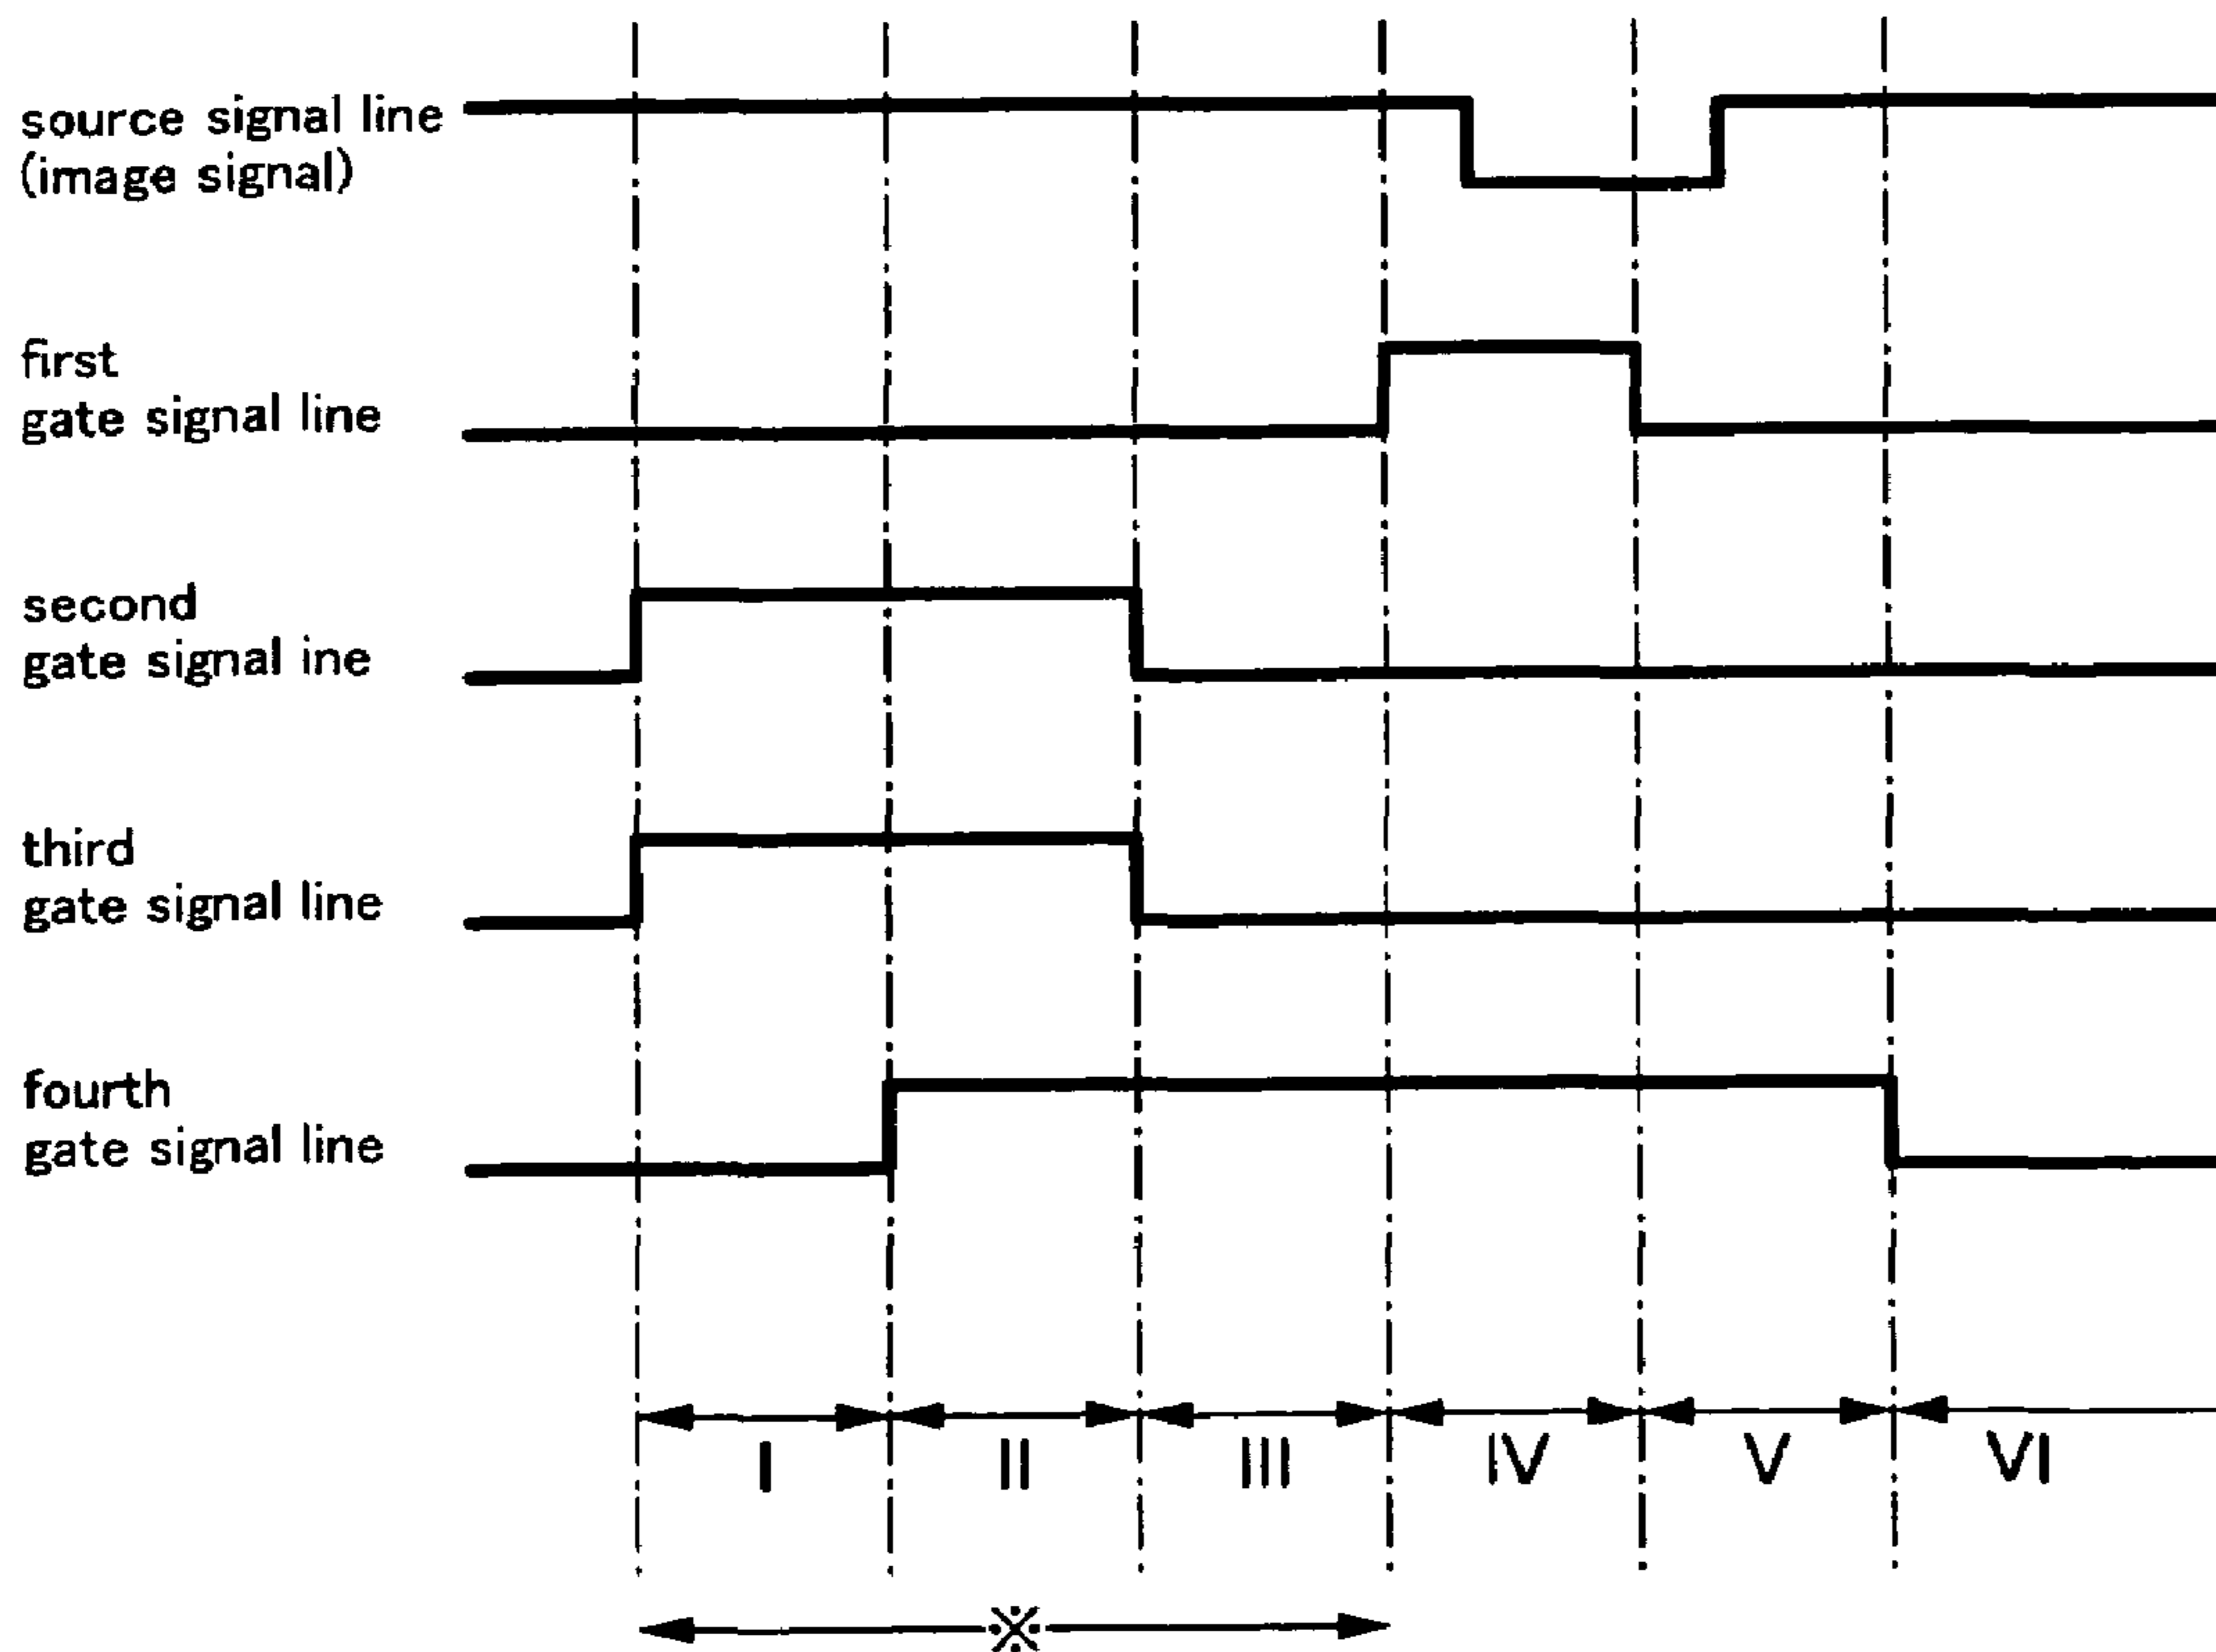 source signal line
(image signal)
first
gate signal line
second
gate signal ine
third
gate signal line
fourth
gate signal line
I II III IV V VI
※